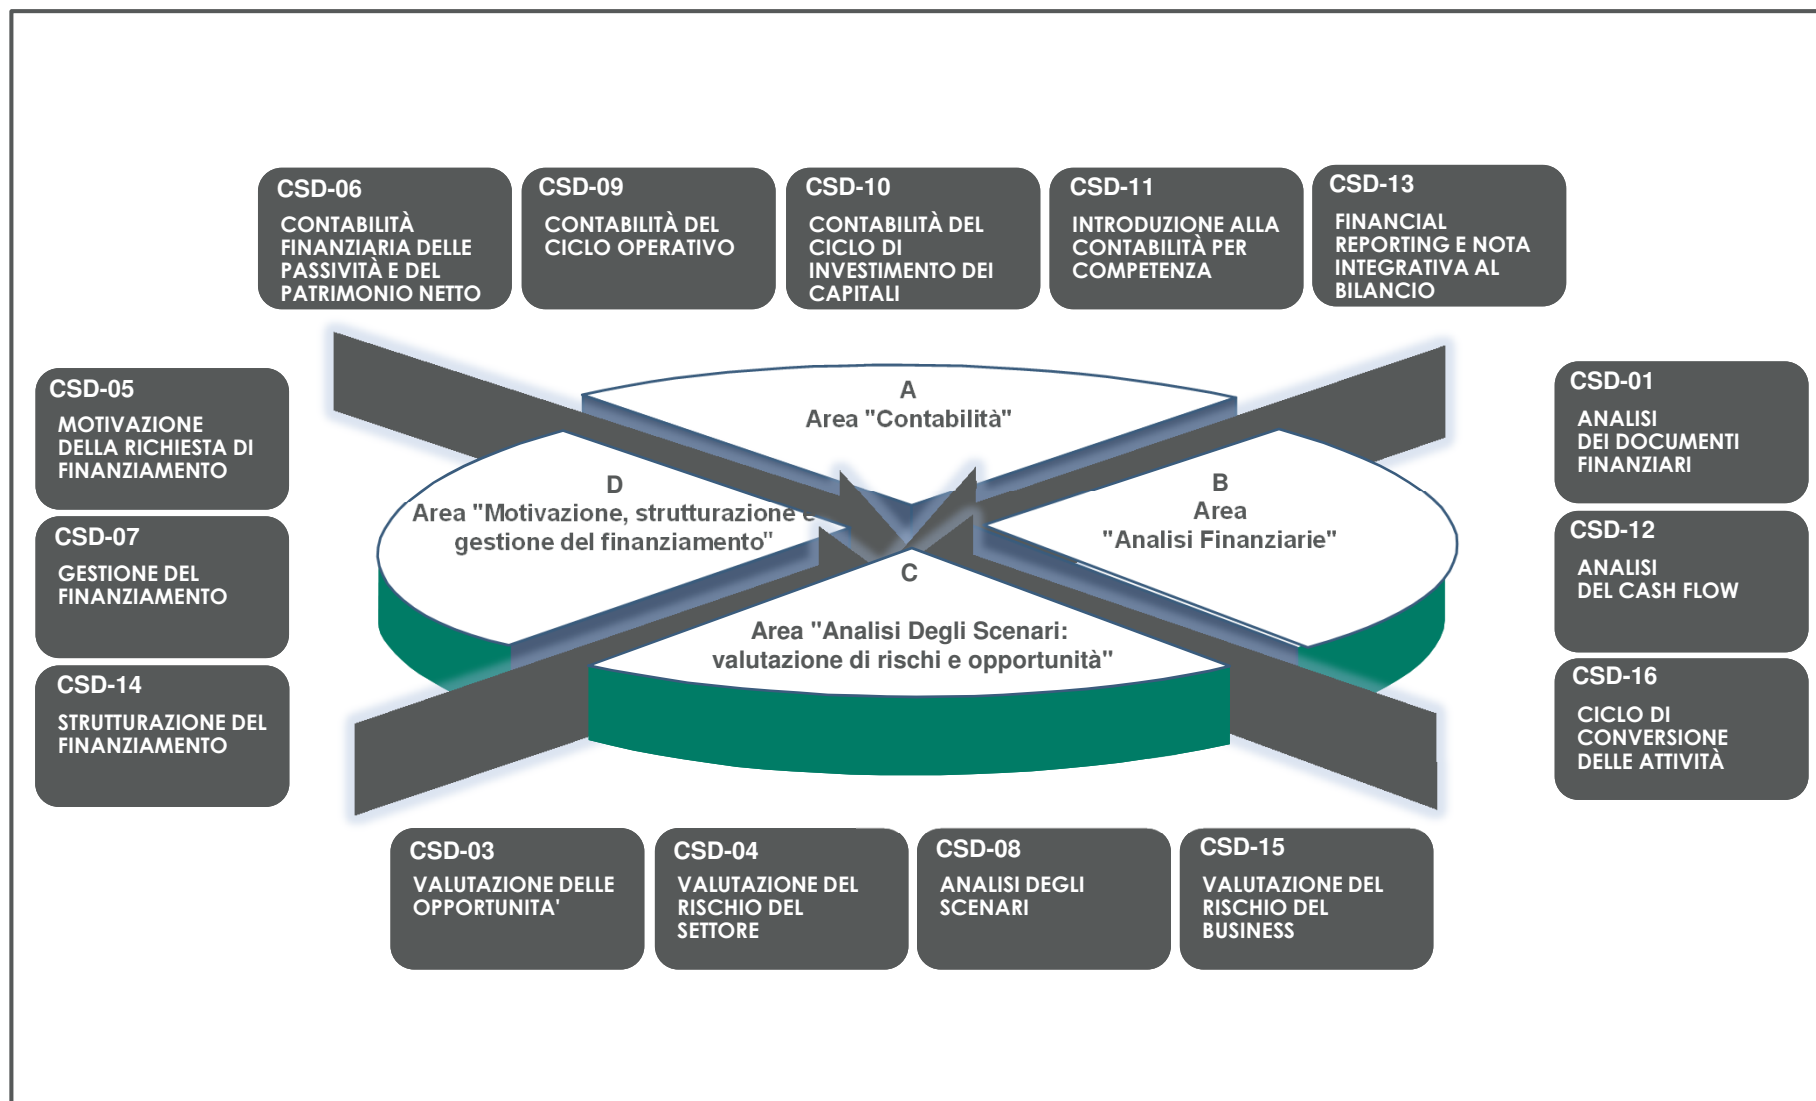 CSD-06
CONTABILITÀ
FINANZIARIA DELLE
PASSIVITÀ E DEL
PATRIMONIO NETTO
CSD-09
CONTABILITÀ DEL
CICLO OPERATIVO
CSD-10
CONTABILITÀ DEL
CICLO DI
INVESTIMENTO DEI
CAPITALI
CSD-11
INTRODUZIONE ALLA
CONTABILITÀ PER
COMPETENZA
CSD-13
FINANCIAL
REPORTING E NOTA
INTEGRATIVA AL
BILANCIO
CSD-05
MOTIVAZIONE
DELLA RICHIESTA DI
FINANZIAMENTO
CSD-07
GESTIONE DEL
FINANZIAMENTO
CSD-14
STRUTTURAZIONE DEL
FINANZIAMENTO
A
Area "Contabilità"
D
Area "Motivazione, strutturazione e
gestione del finanziamento"
B
Area
"Analisi Finanziarie"
C
Area "Analisi Degli Scenari:
valutazione di rischi e opportunità"
CSD-01
ANALISI
DEI DOCUMENTI
FINANZIARI
CSD-12
ANALISI
DEL CASH FLOW
CSD-16
CICLO DI
CONVERSIONE
DELLE ATTIVITÀ
CSD-03
VALUTAZIONE DELLE
OPPORTUNITA'
CSD-04
VALUTAZIONE DEL
RISCHIO DEL
SETTORE
CSD-08
ANALISI DEGLI
SCENARI
CSD-15
VALUTAZIONE DEL
RISCHIO DEL
BUSINESS